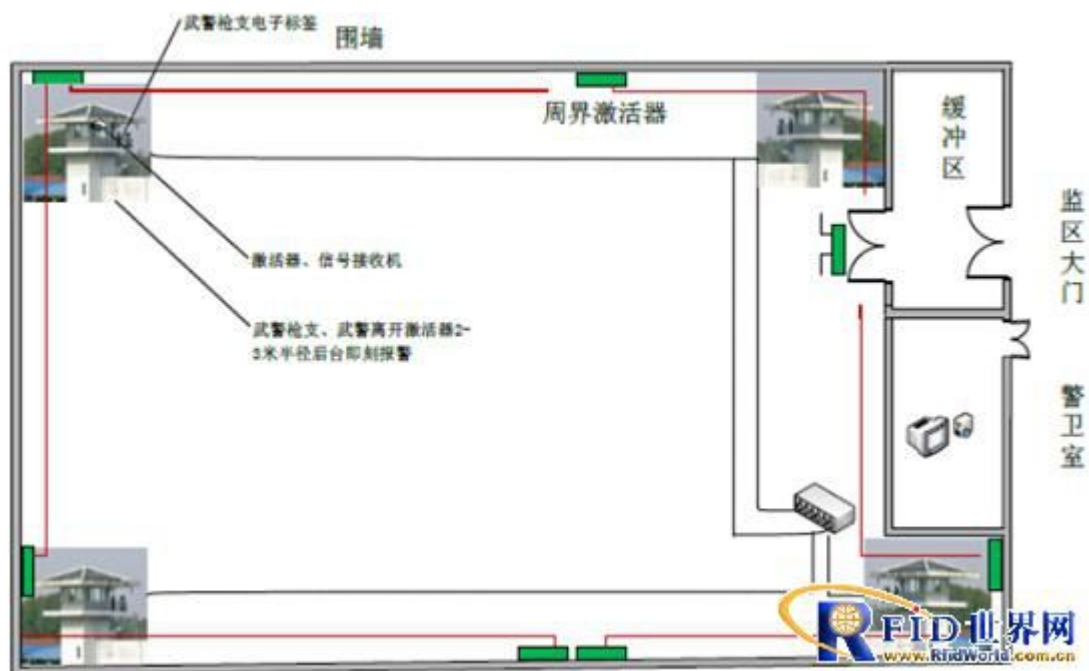 武警枪支电子标签
围墙
周界激活器
缓冲区
监区大门
激活器、信号接收机
武警枪支、武警离开激活器2-
3米半径后台即刻报警
警卫室
RFID世界网
www.RfidWorld.com.cn